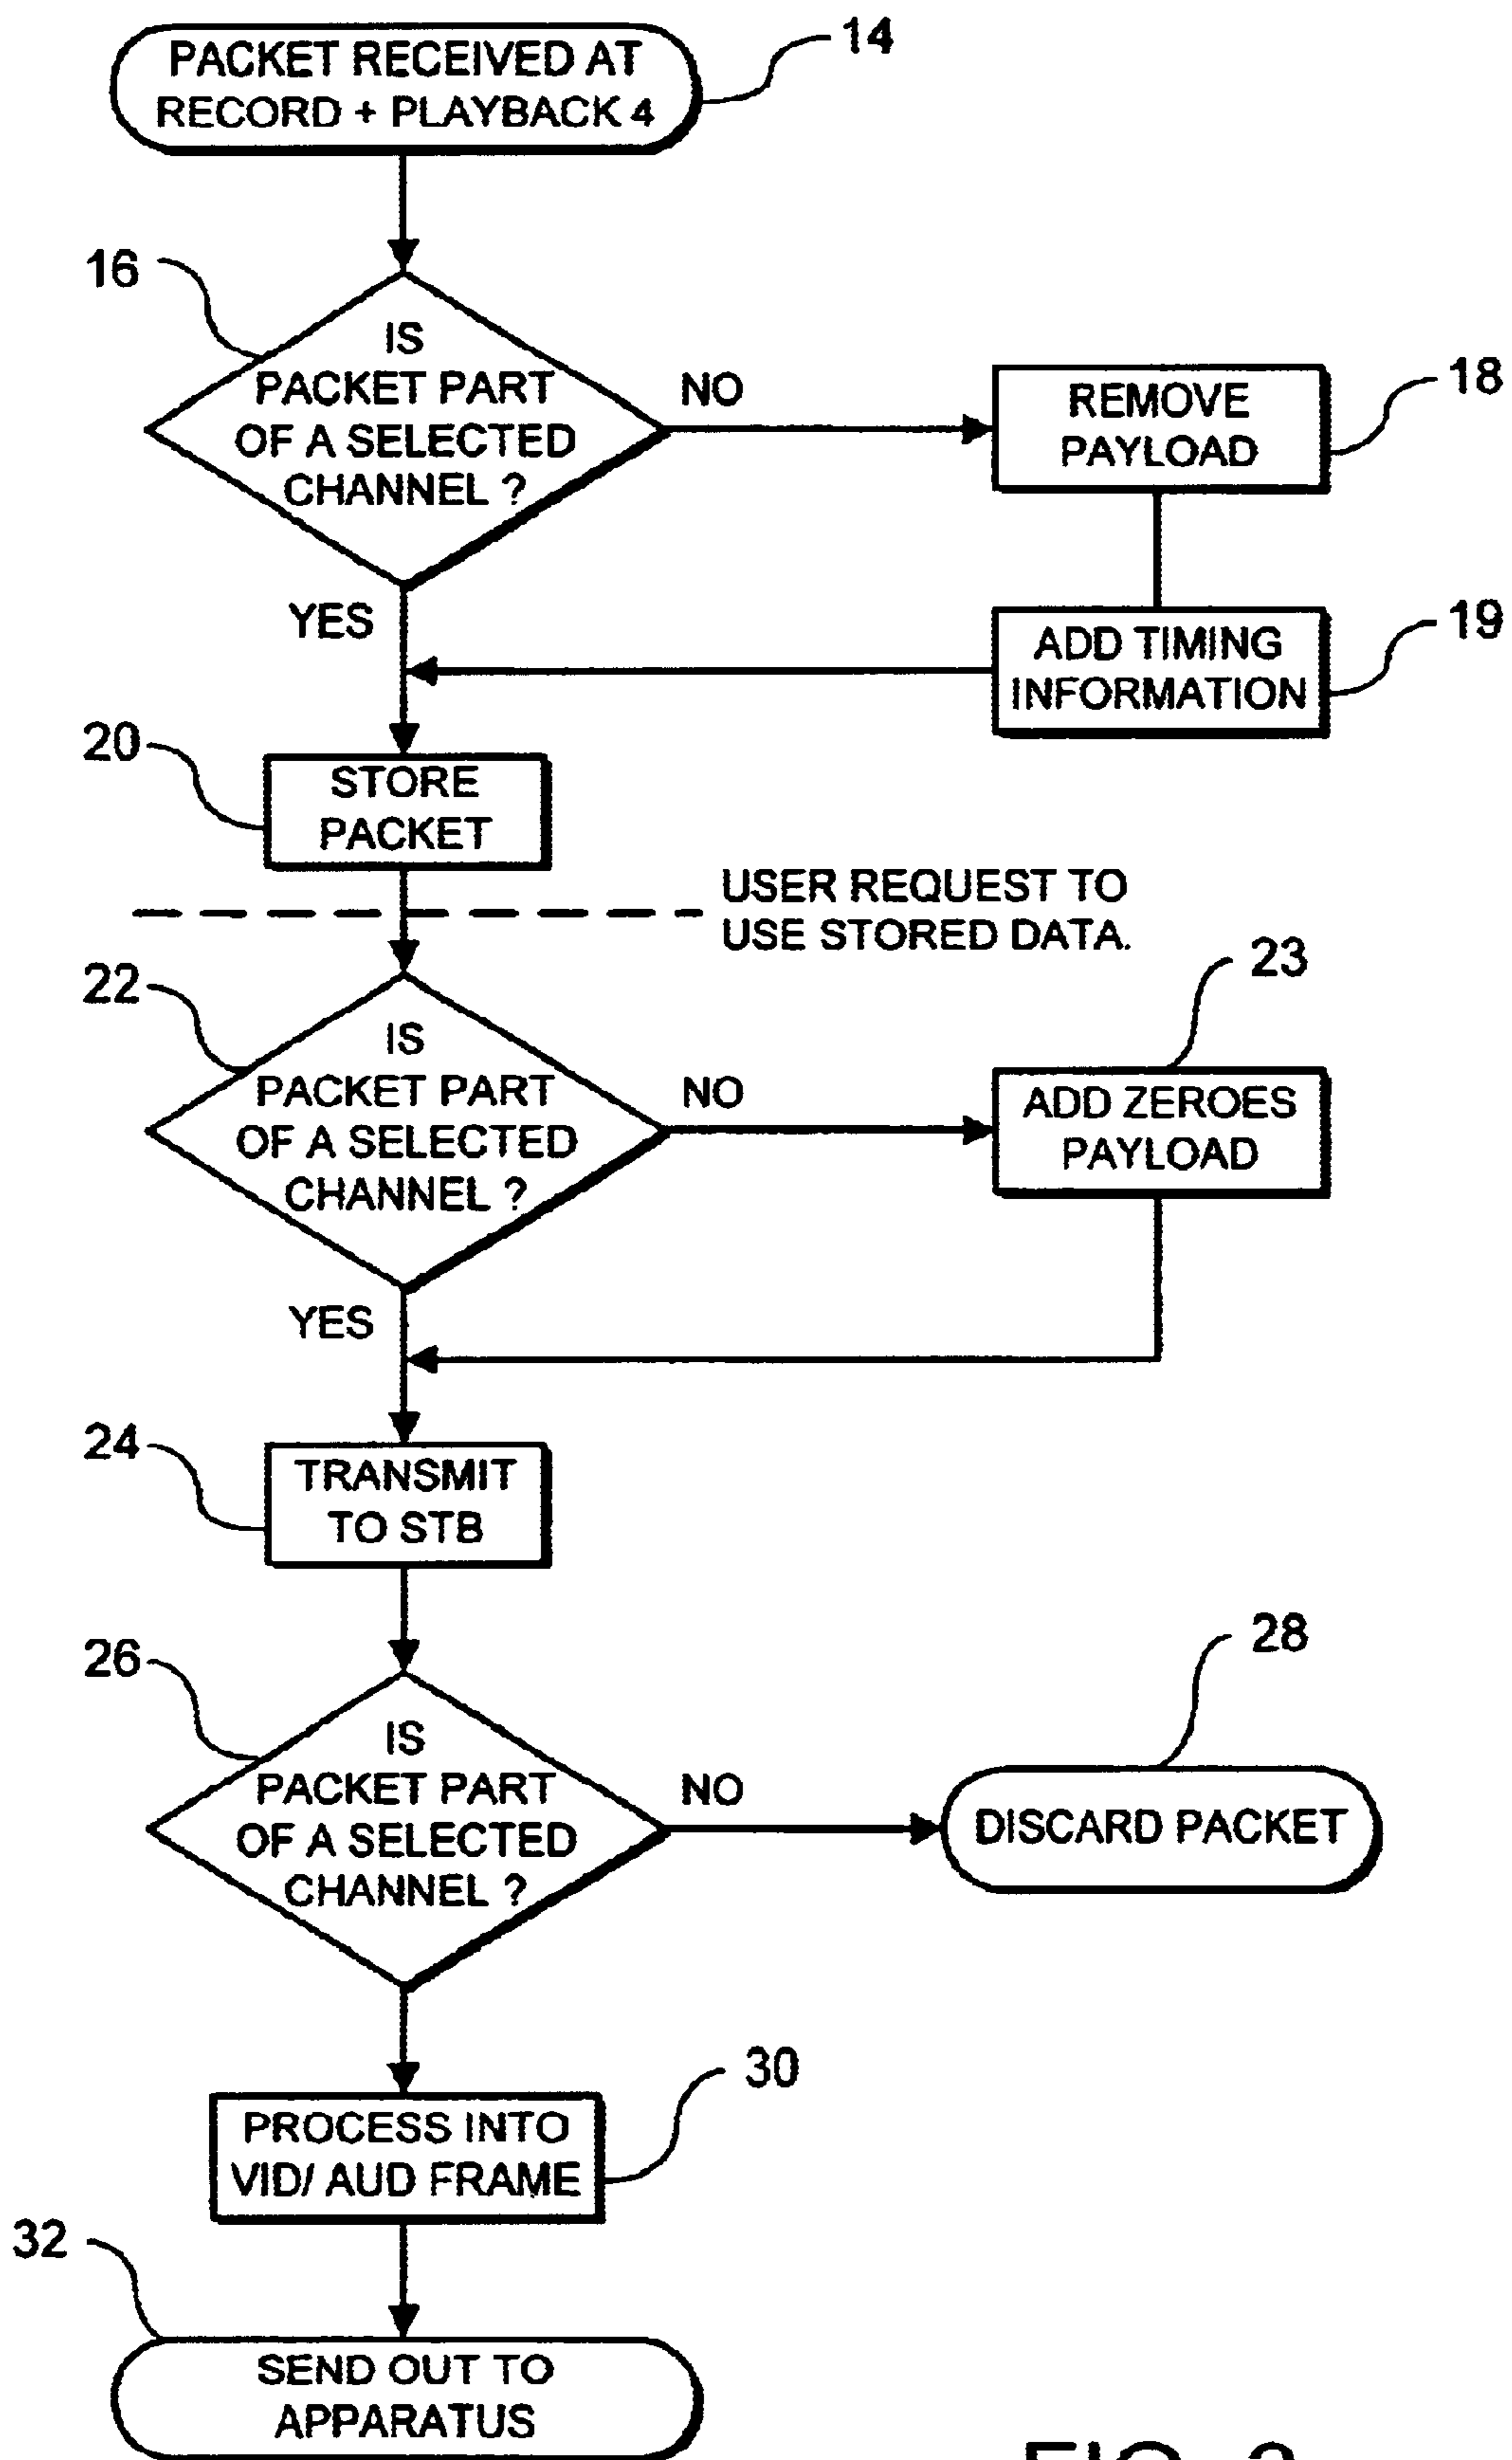 PACKET RECEIVED AT
RECORD + PLAYBACK 4
14
16
IS
PACKET PART
OF A SELECTED
CHANNEL ?
NO
REMOVE
PAYLOAD
18
YES
ADD TIMING
INFORMATION
19
20
STORE
PACKET
USER REQUEST TO
USE STORED DATA.
22
IS
PACKET PART
OF A SELECTED
CHANNEL ?
NO
23
ADD ZEROES
PAYLOAD
YES
24
TRANSMIT
TO STB
26
IS
PACKET PART
OF A SELECTED
CHANNEL ?
NO
28
DISCARD PACKET
30
PROCESS INTO
VID/ AUD FRAME
32
SEND OUT TO
APPARATUS